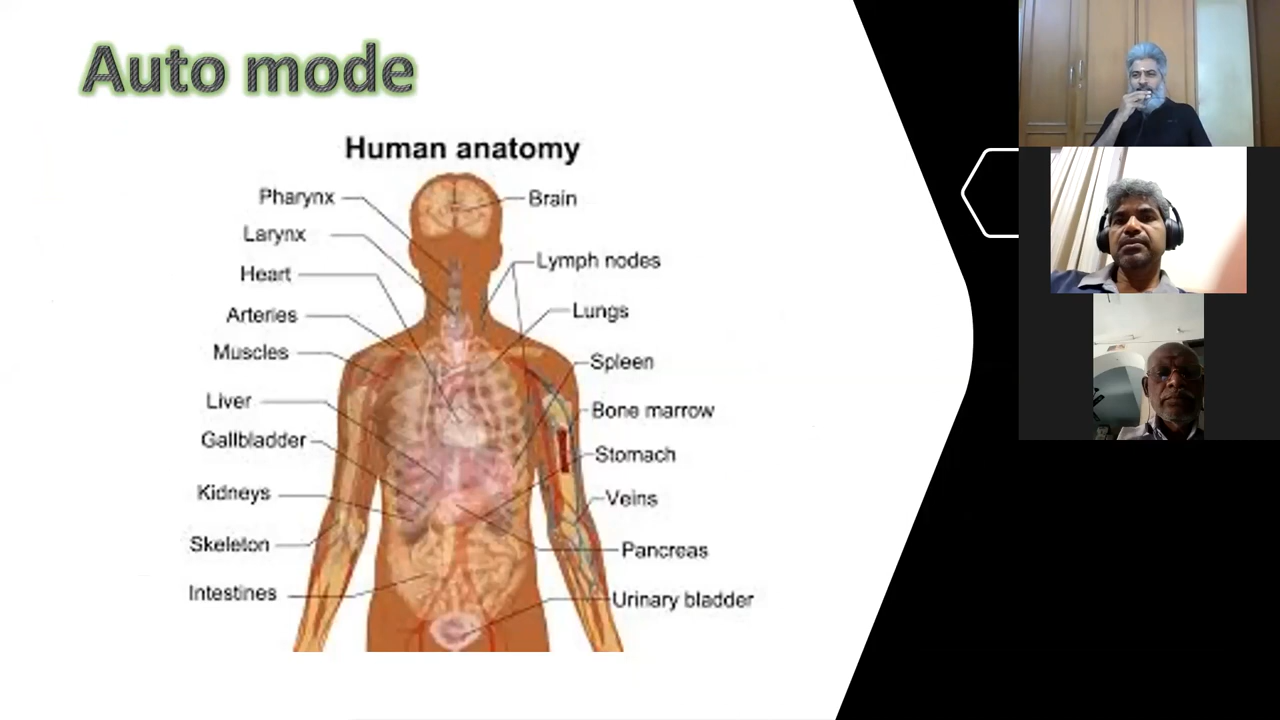 Auto mode
Human anatomy
Pharynx
Brain
Larynx
Lymph nodes
Heart
Lungs
Arteries
Muscles
Spleen
Liver
Bone marrow
Gallbladder
Stomach
Kidneys
Veins
Skeleton
Pancreas
Intestines
Urinary bladder